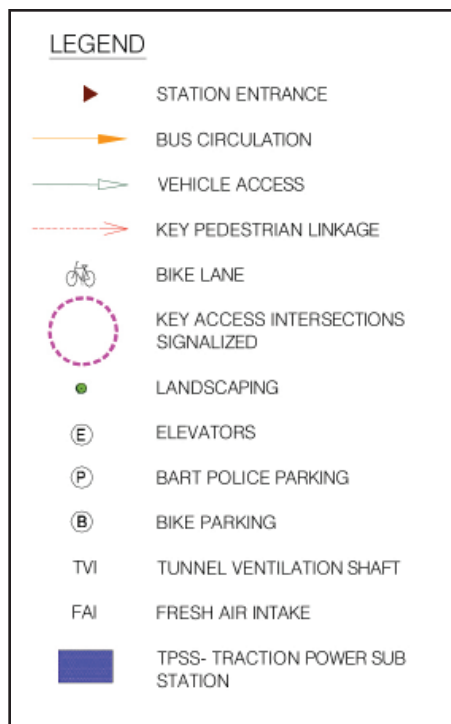 LEGEND
STATION ENTRANCE
BUS CIRCULATION
VEHICLE ACCESS
KEY PEDESTRIAN LINKAGE
BIKE LANE
KEY ACCESS INTERSECTIONS
SIGNALIZED
LANDSCAPING
E ELEVATORS
P BART POLICE PARKING
B BIKE PARKING
TVI TUNNEL VENTILATION SHAFT
FAI FRESH AIR INTAKE
TPSS- TRACTION POWER SUB
STATION